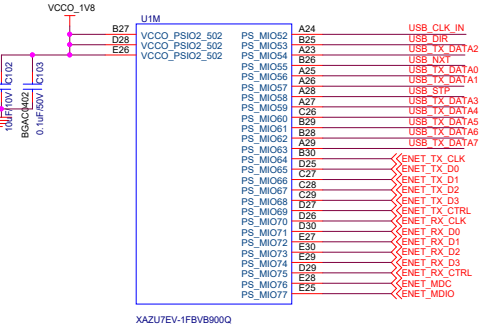 VCCO_1V8
U1M
B27 VCCO_PSIO2_502 PS_MIO52 A24 USB_CLK_IN
D28 VCCO_PSIO2_502 PS_MIO53 B25 USB_DIR
E26 VCCO_PSIO2_502 PS_MIO54 A23 USB_TX_DATA2
PS_MIO55 B26 USB_NXT
PS_MIO56 A25 USB_TX_DATA0
PS_MIO57 A26 USB_TX_DATA1
PS_MIO58 A28 USB_STP
PS_MIO59 A27 USB_TX_DATA3
PS_MIO60 C26 USB_TX_DATA4
PS_MIO61 B29 USB_TX_DATA5
PS_MIO62 B28 USB_TX_DATA6
PS_MIO63 A29 USB_TX_DATA7
PS_MIO64 B30 ENET_TX_CLK
PS_MIO65 D25 ENET_TX_D0
PS_MIO66 C27 ENET_TX_D1
PS_MIO67 C28 ENET_TX_D2
PS_MIO68 C29 ENET_TX_D3
PS_MIO69 D27 ENET_TX_CTRL
PS_MIO70 D26 ENET_RX_CLK
PS_MIO71 D30 ENET_RX_D0
PS_MIO72 E27 ENET_RX_D1
PS_MIO73 E30 ENET_RX_D2
PS_MIO74 E29 ENET_RX_D3
PS_MIO75 D29 ENET_RX_CTRL
PS_MIO76 E28 ENET_MDC
PS_MIO77 E25 ENET_MDIO
C102
10uF/10V
C103
0.1uF/50V
BGAC0402
XAZU7EV-1FBVB900Q